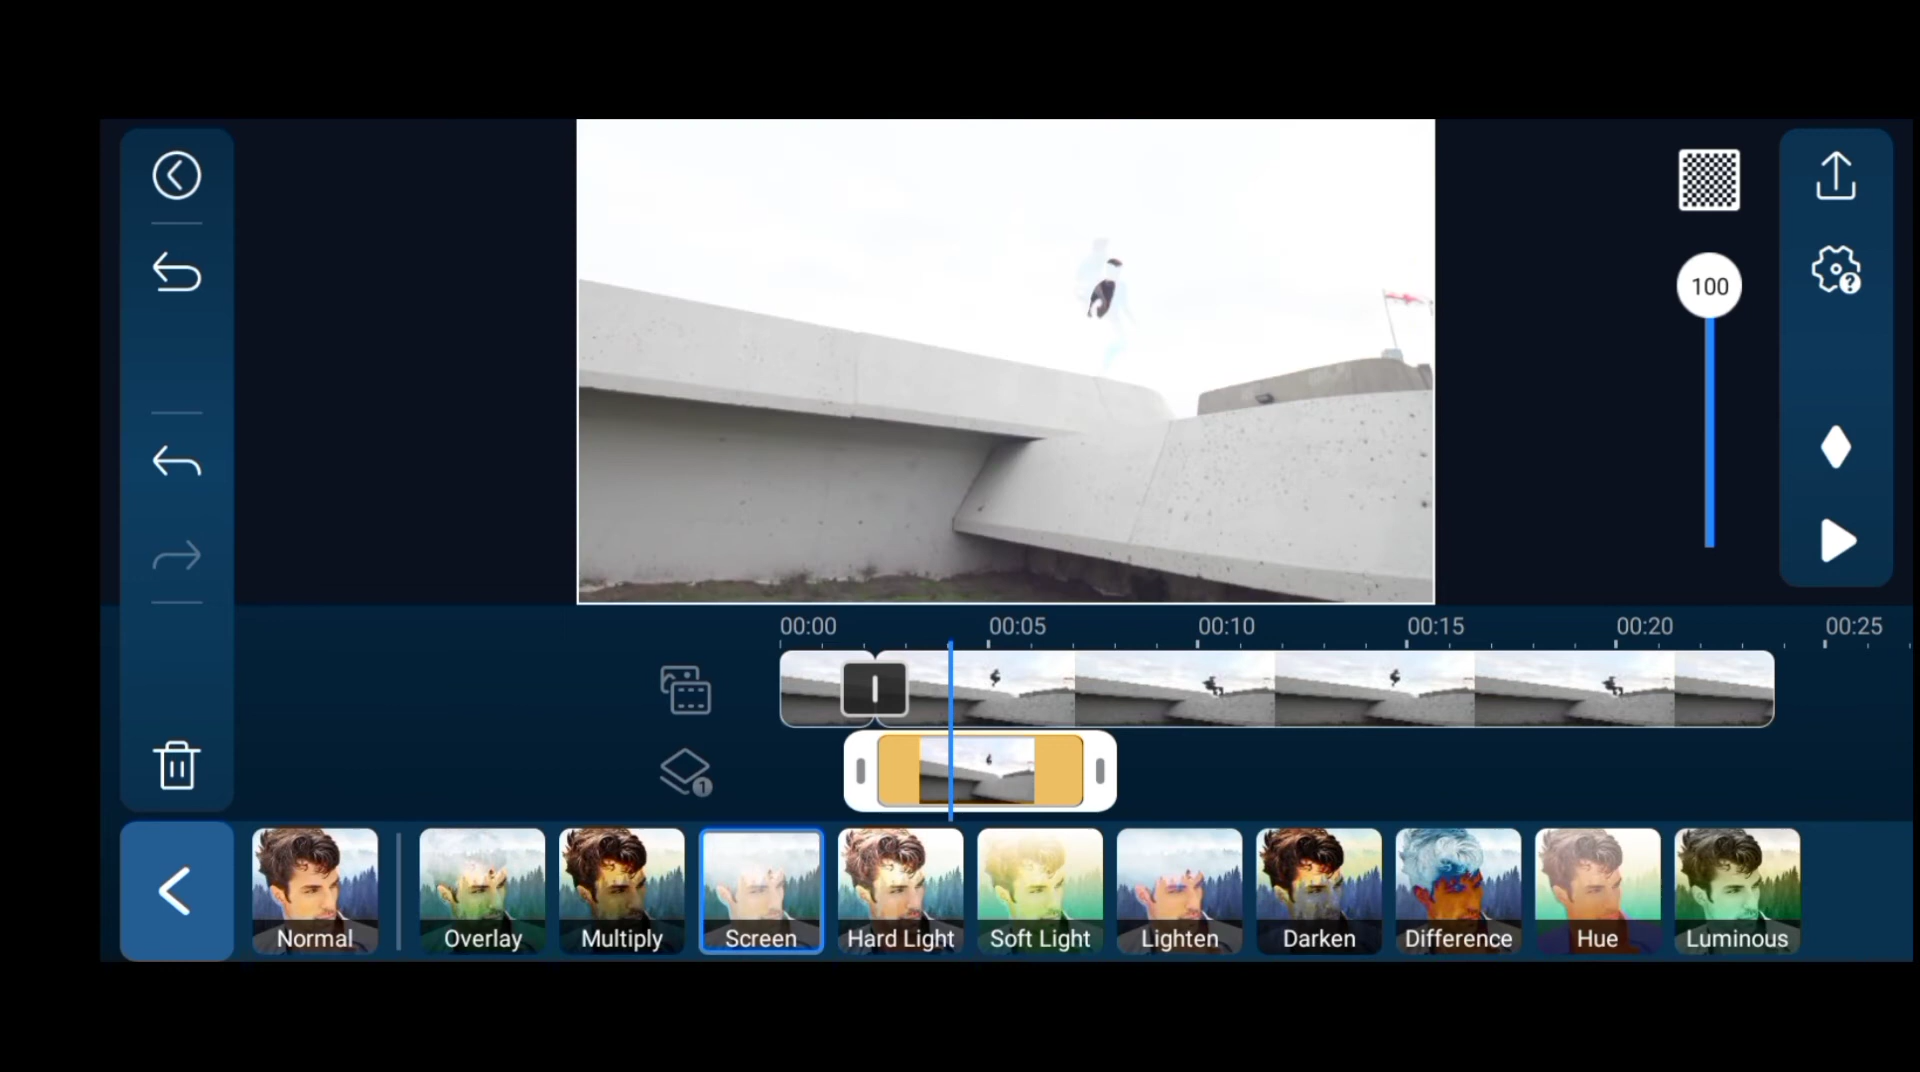 100
?
00:00 00:05 00:10 00:15 00:20 00:25
1
Normal Overlay Multiply Screen Hard Light Soft Light Lighten Darken Difference Hue Luminous